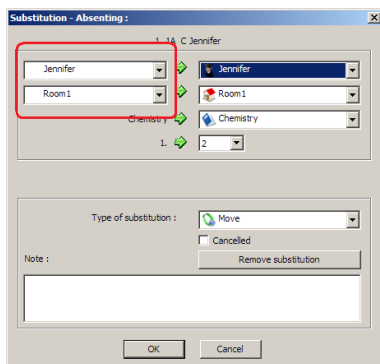 Substitution - Absenting :
1. 1A C Jennifer
Jennifer Jennifer
Room1 Room1
Chemistry Chemistry
1. 2
Type of substitution : Move
Cancelled
Note : Remove substitution
OK Cancel